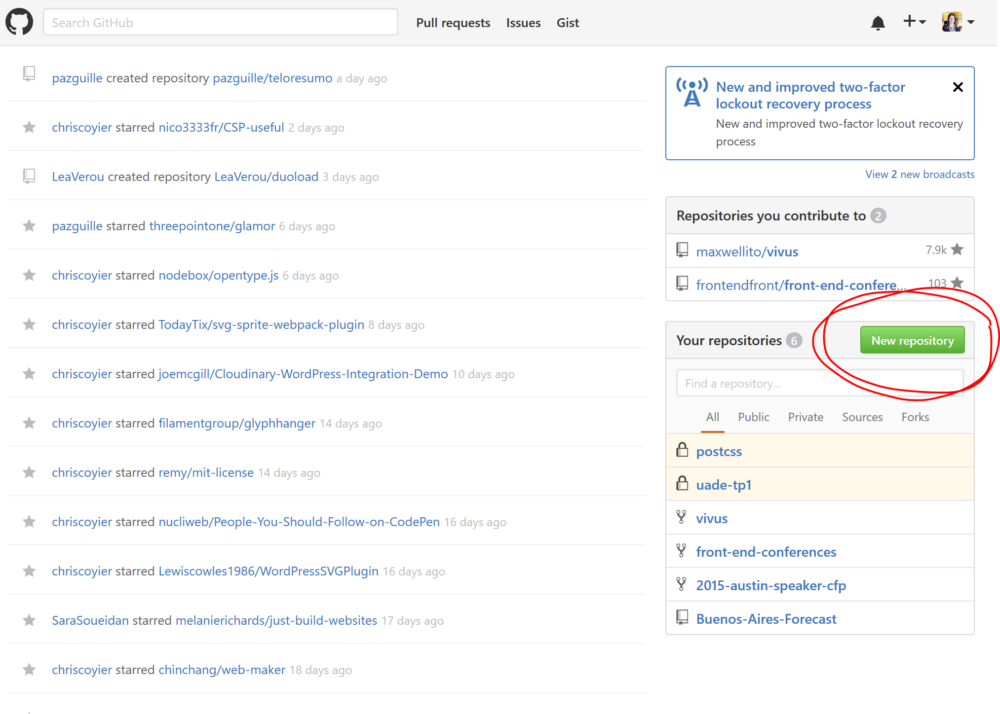 Search GitHub
Pull requests Issues Gist
pazguille created repository pazguille/teloresumo a day ago
chriscoyier starred nico3333fr/CSP-useful 2 days ago
LeaVerou created repository LeaVerou/duoload 3 days ago
pazguille starred threepointone/glamor 6 days ago
chriscoyier starred nodebox/opentype.js 6 days ago
chriscoyier starred TodayTix/svg-sprite-webpack-plugin 8 days ago
chriscoyier starred joemcgill/Cloudinary-WordPress-Integration-Demo 10 days ago
chriscoyier starred filamentgroup/glyphhanger 14 days ago
chriscoyier starred remy/mit-license 14 days ago
chriscoyier starred nucliweb/People-You-Should-Follow-on-CodePen 16 days ago
chriscoyier starred Lewiscowles1986/WordPressSVGPlugin 16 days ago
SaraSoueidan starred melanierichards/just-build-websites 17 days ago
chriscoyier starred chinchang/web-maker 18 days ago
New and improved two-factor
lockout recovery process
New and improved two-factor lockout recovery
process
View 2 new broadcasts
Repositories you contribute to 2
maxwellito/vivus 7.9k
frontendfront/front-end-confere... 103
Your repositories 6 New repository
Find a repository...
All Public Private Sources Forks
postcss
uade-tp1
vivus
front-end-conferences
2015-austin-speaker-cfp
Buenos-Aires-Forecast